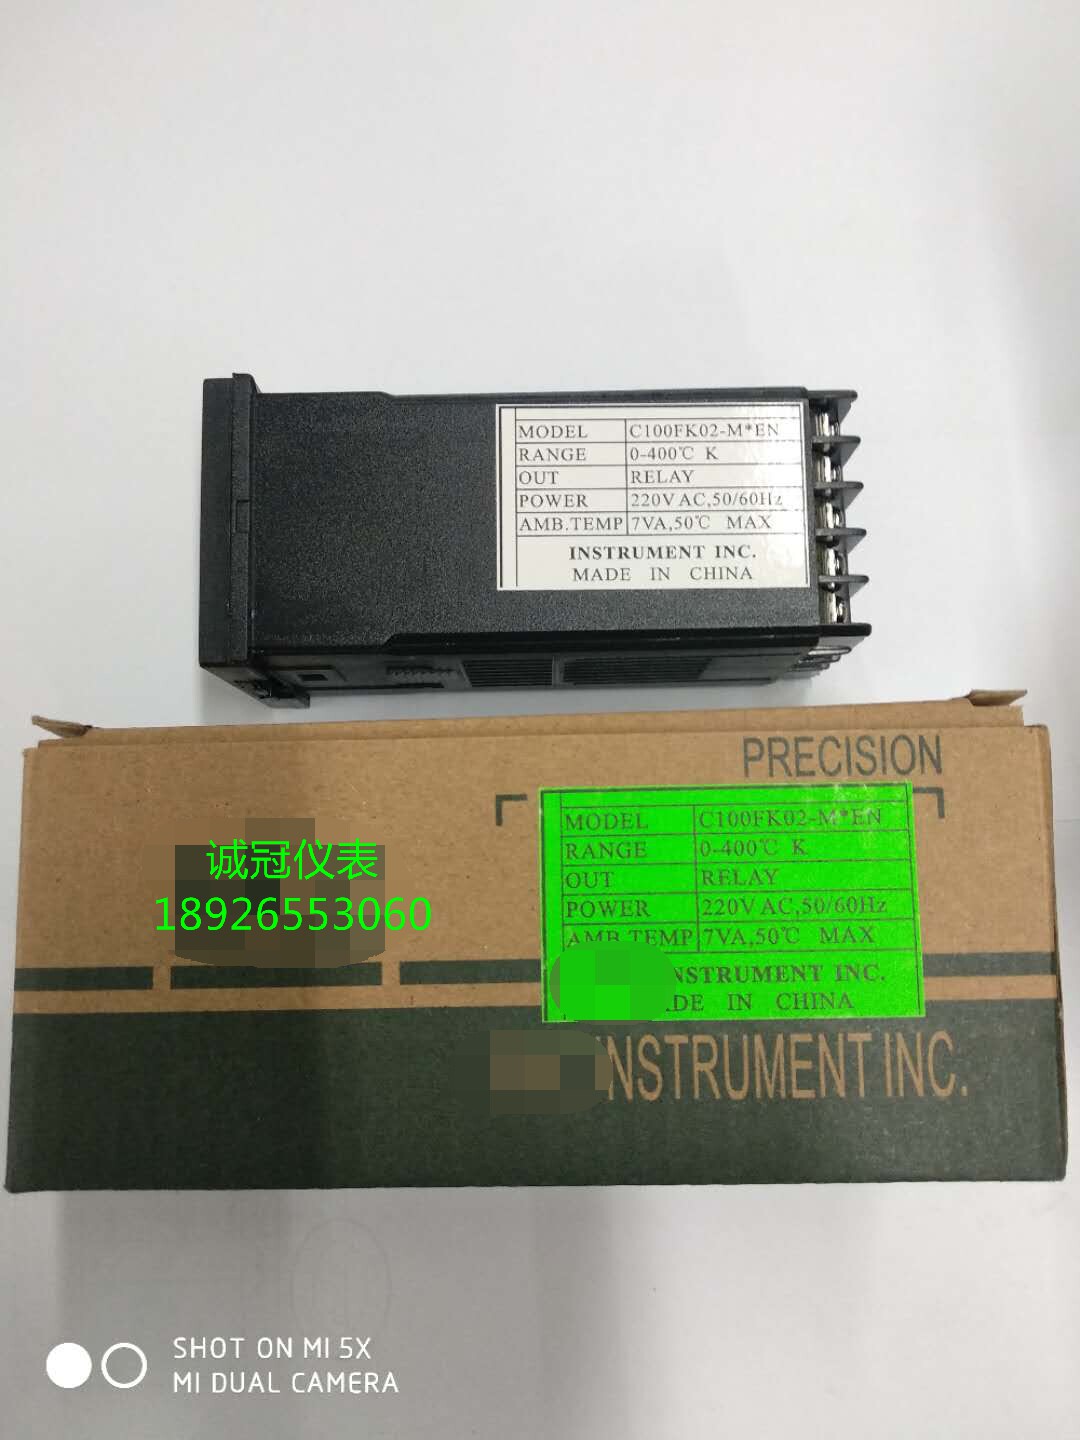 MODEL C100FK02-M*EN
RANGE 0-400℃ K
OUT RELAY
POWER 220V AC,50/60Hz
AMB.TEMP 7VA,50℃ MAX
INSTRUMENT INC.
MADE IN CHINA
PRECISION
MODEL C100FK02-M*EN
RANGE 0-400℃ K
OUT RELAY
POWER 220V AC,50/60Hz
AMB.TEMP 7VA,50℃ MAX
INSTRUMENT INC.
DE IN CHINA
诚冠仪表
18926553060
INSTRUMENT INC.
SHOT ON MI 5X
MI DUAL CAMERA